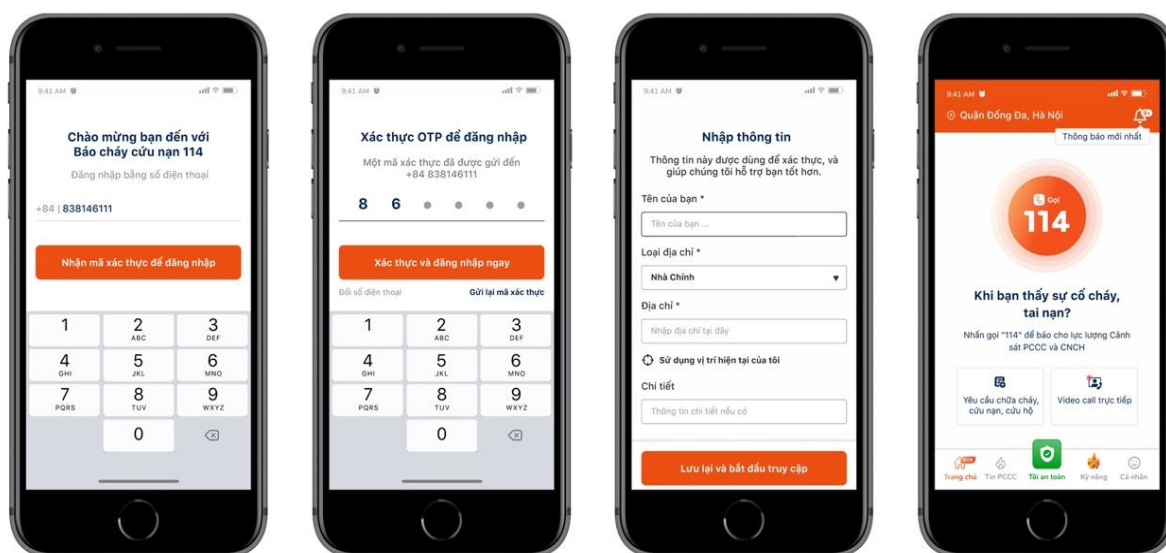 9:41 AM
Chào mừng bạn đến với
Báo cháy cứu nạn 114
Đăng nhập bằng số điện thoại
+84 | 838146111
Nhận mã xác thực để đăng nhập
1
2
ABC
3
DEF
4
GHI
5
JKL
6
MNO
7
PQRS
8
TUV
9
WXYZ
0
9:41 AM
Xác thực OTP để đăng nhập
Một mã xác thực đã được gửi đến
+84 838146111
8 6
Xác thực và đăng nhập ngay
Đổi số điện thoại
Gửi lại mã xác thực
1
2
ABC
3
DEF
4
GHI
5
JKL
6
MNO
7
PQRS
8
TUV
9
WXYZ
0
9:41 AM
Nhập thông tin
Thông tin này được dùng để xác thực, và
giúp chúng tôi hỗ trợ bạn tốt hơn.
Tên của bạn *
Tên của bạn ...
Loại địa chỉ *
Nhà Chính
Địa chỉ *
Nhập địa chỉ tại đây
Sử dụng vị trí hiện tại của tôi
Chi tiết
Thông tin chi tiết nếu có
Lưu lại và bắt đầu truy cập
9:41 AM
Quận Đống Đa, Hà Nội
Thông báo mới nhất
Gọi
114
Khi bạn thấy sự cố cháy,
tai nạn?
Nhấn gọi "114" để báo cho lực lượng Cảnh
sát PCCC và CNCH
Yêu cầu chữa cháy,
cứu nạn, cứu hộ
Video call trực tiếp
Trang chủ
Tin PCCC
Tôi an toàn
Kỹ năng
Cá nhân